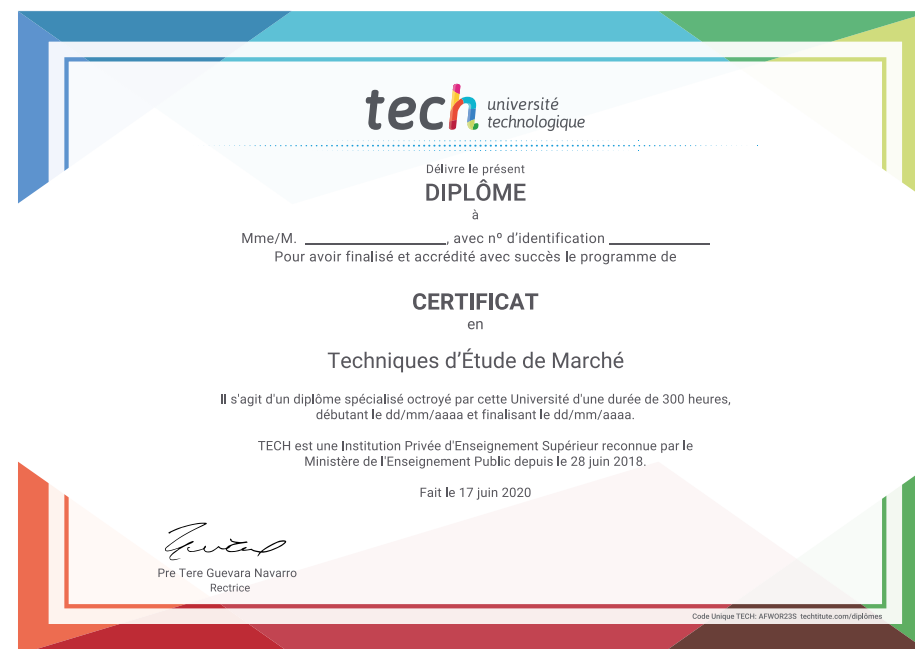 tech université
technologique
Délivre le présent
DIPLÔME
à
Mme/M. ____________, avec nº d'identification ____________
Pour avoir finalisé et accrédité avec succès le programme de
CERTIFICAT
en
Techniques d'Étude de Marché
Il s'agit d'un diplôme spécialisé octroyé par cette Université d'une durée de 300 heures,
débutant le dd/mm/aaaa et finalisant le dd/mm/aaaa.
TECH est une Institution Privée d'Enseignement Supérieur reconnue par le
Ministère de l'Enseignement Public depuis le 28 juin 2018.
Fait le 17 juin 2020
Pre Tere Guevara Navarro
Rectrice
Code Unique TECH: AFWOR23S techtitute.com/diplômes